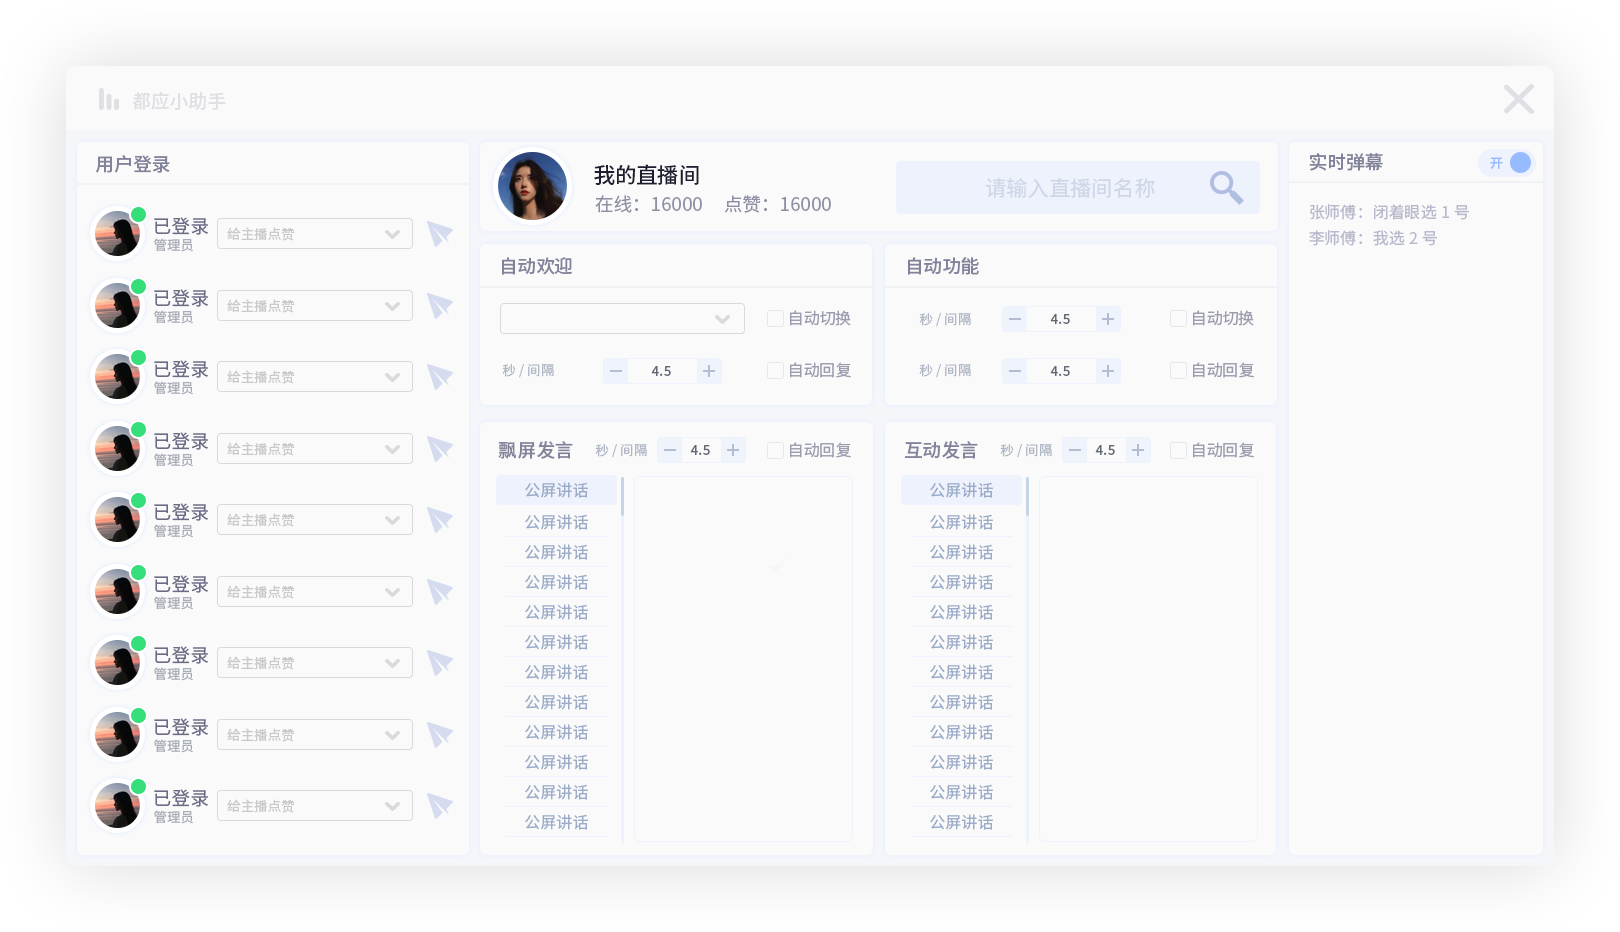 都应小助手
用户登录
已登录
管理员
给主播点赞
已登录
管理员
给主播点赞
已登录
管理员
给主播点赞
已登录
管理员
给主播点赞
已登录
管理员
给主播点赞
已登录
管理员
给主播点赞
已登录
管理员
给主播点赞
已登录
管理员
给主播点赞
已登录
管理员
给主播点赞
我的直播间
在线：16000 点赞：16000
请输入直播间名称
自动欢迎
自动切换
秒 / 间隔 4.5 自动回复
自动功能
秒 / 间隔 4.5 自动切换
秒 / 间隔 4.5 自动回复
飘屏发言 秒 / 间隔 4.5 自动回复
公屏讲话
公屏讲话
公屏讲话
公屏讲话
公屏讲话
公屏讲话
公屏讲话
公屏讲话
公屏讲话
公屏讲话
公屏讲话
公屏讲话
互动发言 秒 / 间隔 4.5 自动回复
公屏讲话
公屏讲话
公屏讲话
公屏讲话
公屏讲话
公屏讲话
公屏讲话
公屏讲话
公屏讲话
公屏讲话
公屏讲话
公屏讲话
实时弹幕 开
张师傅：闭着眼选 1 号
李师傅：我选 2 号